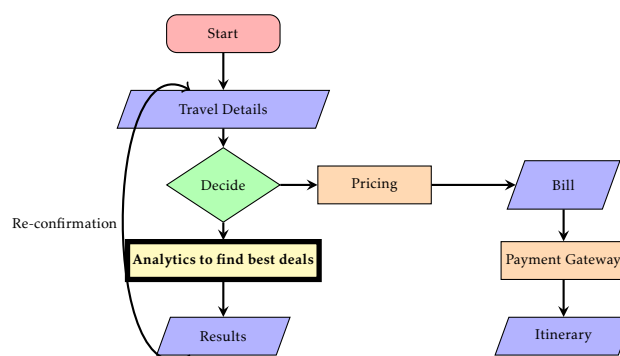 Start
Travel Details
Decide
Pricing
Bill
Re-confirmation
Analytics to find best deals
Payment Gateway
Results
Itinerary